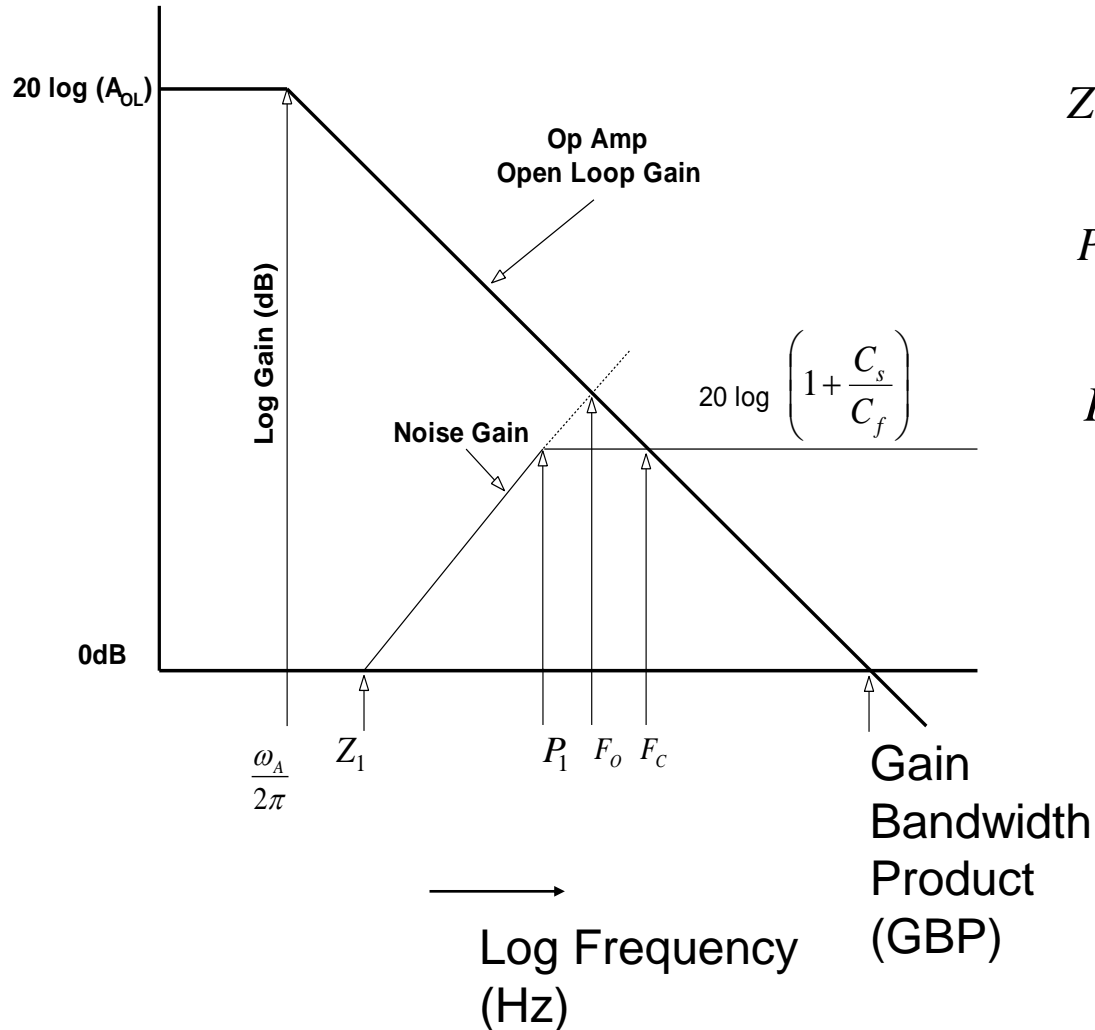 20 log (A_OL)
Z
Op Amp
Open Loop Gain
P
Log Gain (dB)
20 log (1 + C_s/C_f)
Noise Gain
0dB
ω_A/2π
Z_1
P_1
F_O
F_C
Gain
Bandwidth
Product
(GBP)
Log Frequency
(Hz)